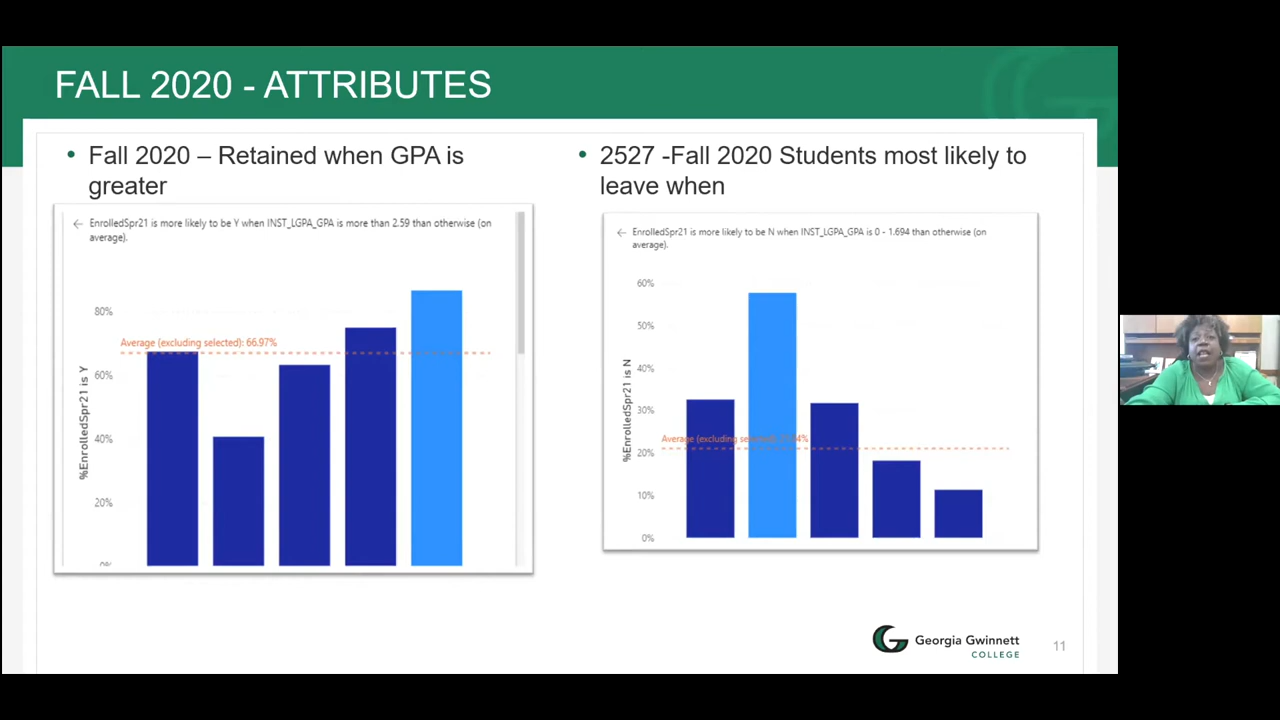 FALL 2020 - ATTRIBUTES
• Fall 2020 – Retained when GPA is
greater
← EnrolledSpr21 is more likely to be Y when INST_LGPA_GPA is more than 2.59 than otherwise (on
average).
80%
Average (excluding selected): 66.97%
60%
40%
20%
0%
%EnrolledSpr21 is Y
• 2527 -Fall 2020 Students most likely to
leave when
← EnrolledSpr21 is more likely to be N when INST_LGPA_GPA is 0 - 1.694 than otherwise (on
average).
60%
50%
40%
30%
Average (excluding
20%
10%
0%
%EnrolledSpr21 is N
Georgia Gwinnett
COLLEGE
11